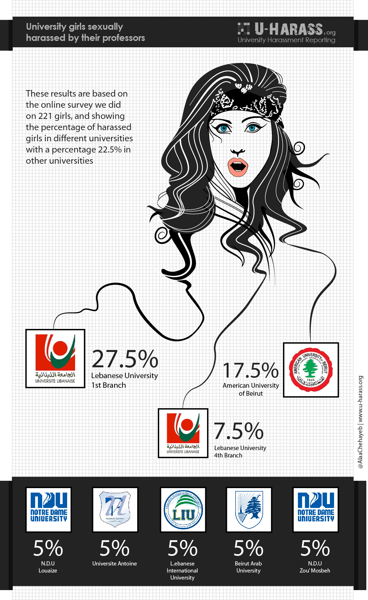 University girls sexually
harassed by their professors
U-HARASS.org
University Harassment Reporting
These results are based on
the online survey we did
on 221 girls, and showing
the percentage of harassed
girls in different universities
with a percentage 22.5% in
other universities
الجامعة اللبنانية
UNIVERSITE LIBANAISE
27.5%
Lebanese University
1st Branch
17.5%
American University
of Beirut
AMERICAN UNIVERSITY BEIRUT
الجامعة اللبنانية
UNIVERSITE LIBANAISE
7.5%
Lebanese University
4th Branch
@AlaaChehayeb | www.u-harass.org
NDU
NOTRE DAME
UNIVERSITY
LIU
NDU
NOTRE DAME
UNIVERSITY
5%
5%
5%
5%
5%
N.D.U
Louaize
Universite Antoine
Lebanese
International
University
Beirut Arab
University
N.D.U
Zou' Mosbeh